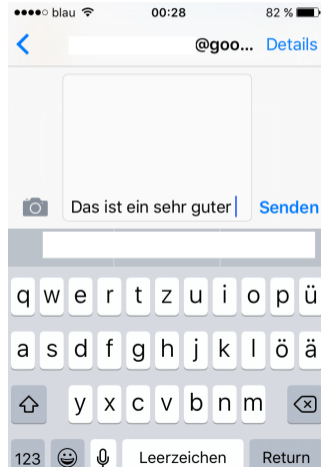 blau 00:28 82 %
@goo... Details
Das ist ein sehr guter Senden
q w e r t z u i o p ü
a s d f g h j k l ö ä
y x c v b n m
123 Leerzeichen Return